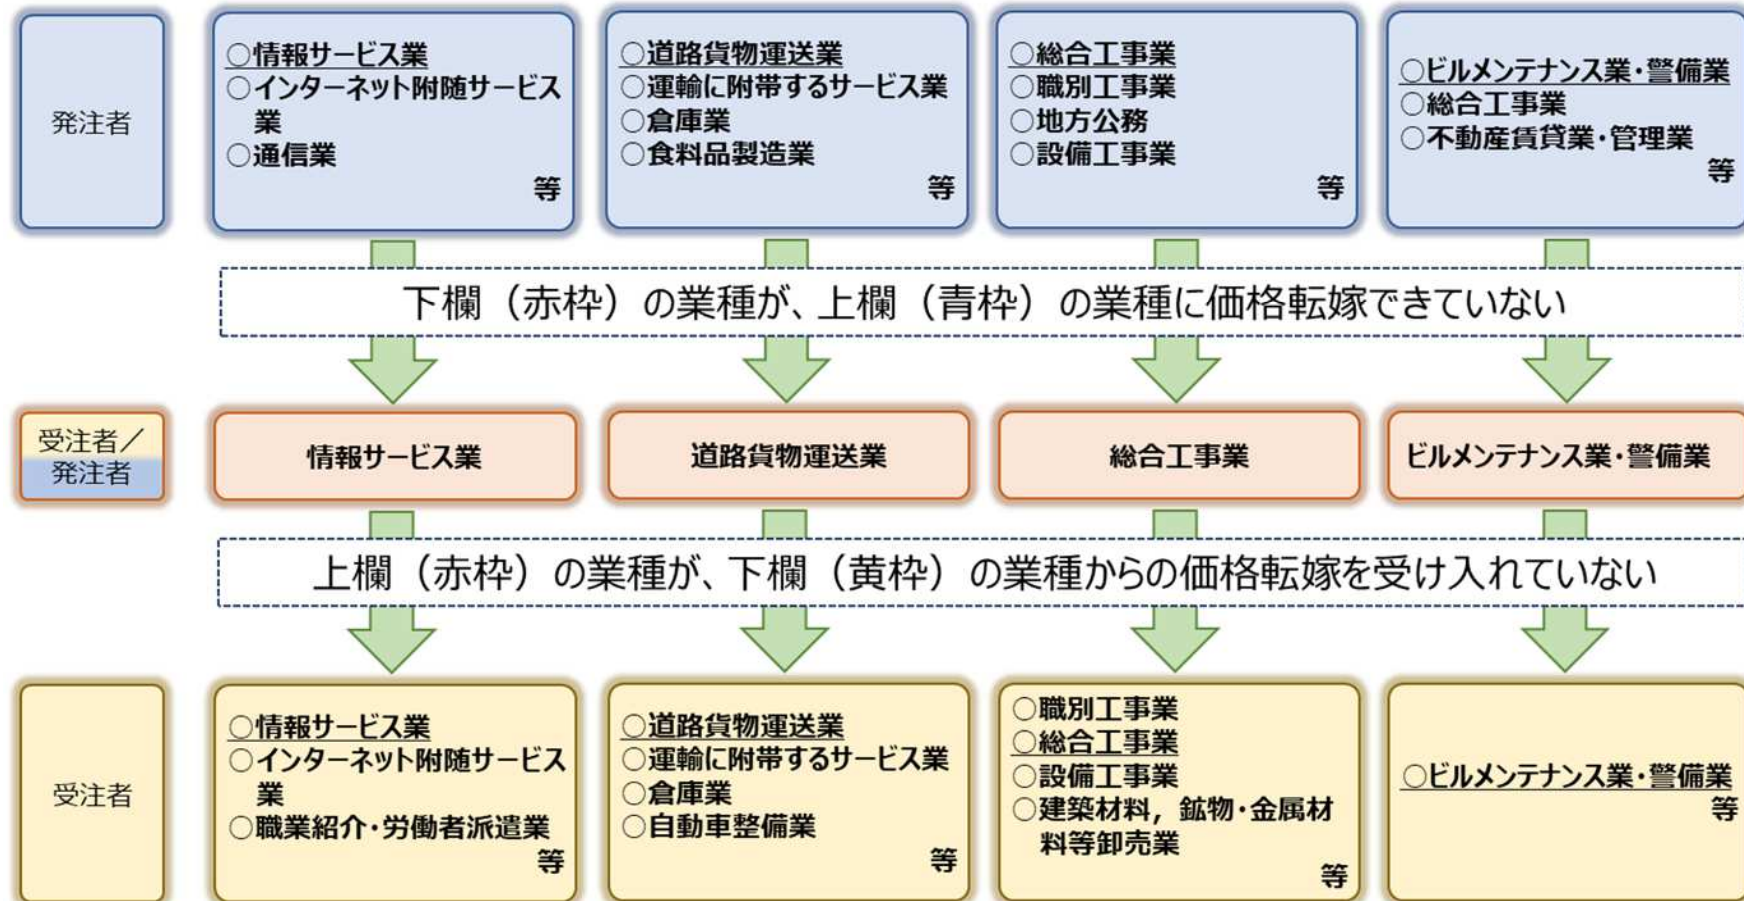 発注者
○情報サービス業
○インターネット附随サービス
業
○通信業
等
○道路貨物運送業
○運輸に附帯するサービス業
○倉庫業
○食料品製造業
等
○総合工事業
○職別工事業
○地方公務
○設備工事業
等
○ビルメンテナンス業・警備業
○総合工事業
○不動産賃貸業・管理業
等
下欄（赤枠）の業種が、上欄（青枠）の業種に価格転嫁できていない
受注者／
発注者
情報サービス業
道路貨物運送業
総合工事業
ビルメンテナンス業・警備業
上欄（赤枠）の業種が、下欄（黄枠）の業種からの価格転嫁を受け入れていない
受注者
○情報サービス業
○インターネット附随サービス
業
○職業紹介・労働者派遣業
等
○道路貨物運送業
○運輸に附帯するサービス業
○倉庫業
○自動車整備業
等
○職別工事業
○総合工事業
○設備工事業
○建築材料，鉱物・金属材
料等卸売業
等
○ビルメンテナンス業・警備業
等